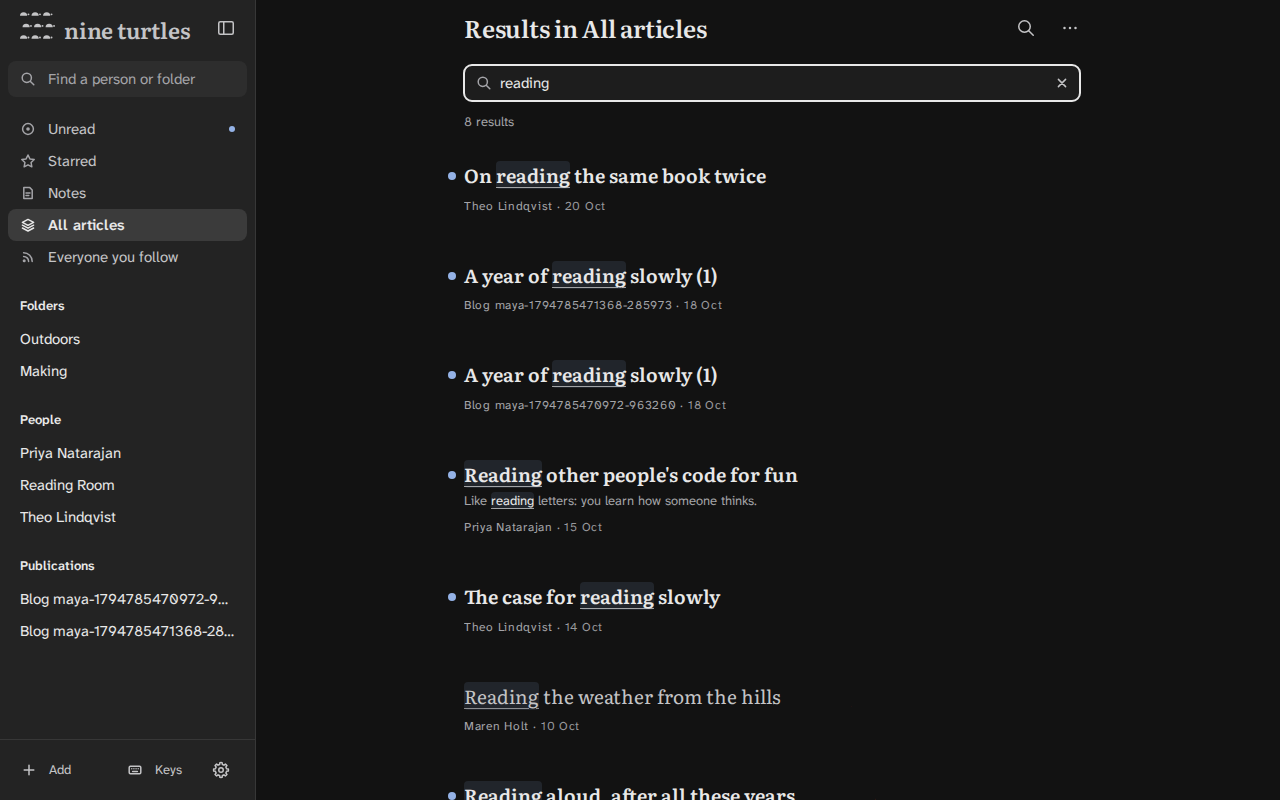 nine turtles
Find a person or folder
Unread
Starred
Notes
All articles
Everyone you follow
Folders
Outdoors
Making
People
Priya Natarajan
Reading Room
Theo Lindqvist
Publications
Blog maya-1794785470972-9...
Blog maya-1794785471368-28...
Add
Keys
Results in All articles
reading
8 results
On reading the same book twice
Theo Lindqvist · 20 Oct
A year of reading slowly (1)
Blog maya-1794785471368-285973 · 18 Oct
A year of reading slowly (1)
Blog maya-1794785470972-963260 · 18 Oct
Reading other people's code for fun
Like reading letters: you learn how someone thinks.
Priya Natarajan · 15 Oct
The case for reading slowly
Theo Lindqvist · 14 Oct
Reading the weather from the hills
Maren Holt · 10 Oct
Reading aloud, after all these years